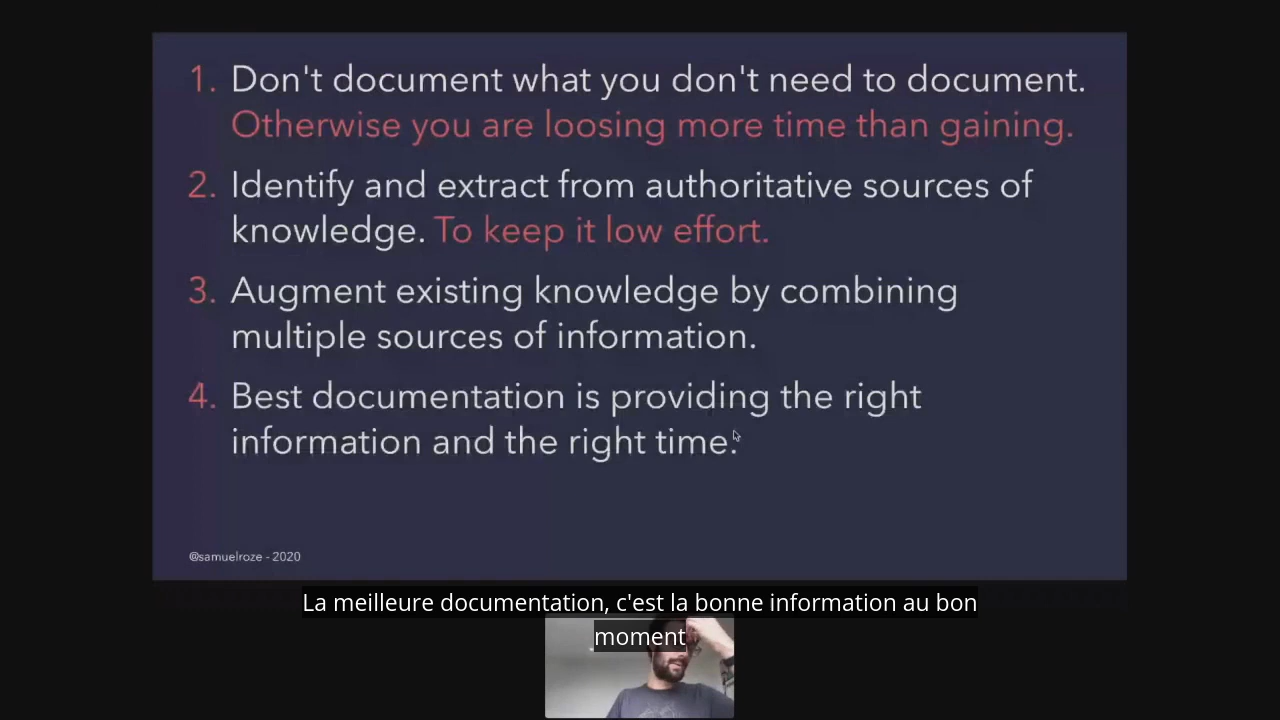 1. Don't document what you don't need to document.
Otherwise you are loosing more time than gaining.
2. Identify and extract from authoritative sources of
knowledge. To keep it low effort.
3. Augment existing knowledge by combining
multiple sources of information.
4. Best documentation is providing the right
information and the right time.
@samuelroze - 2020
La meilleure documentation, c'est la bonne information au bon
moment